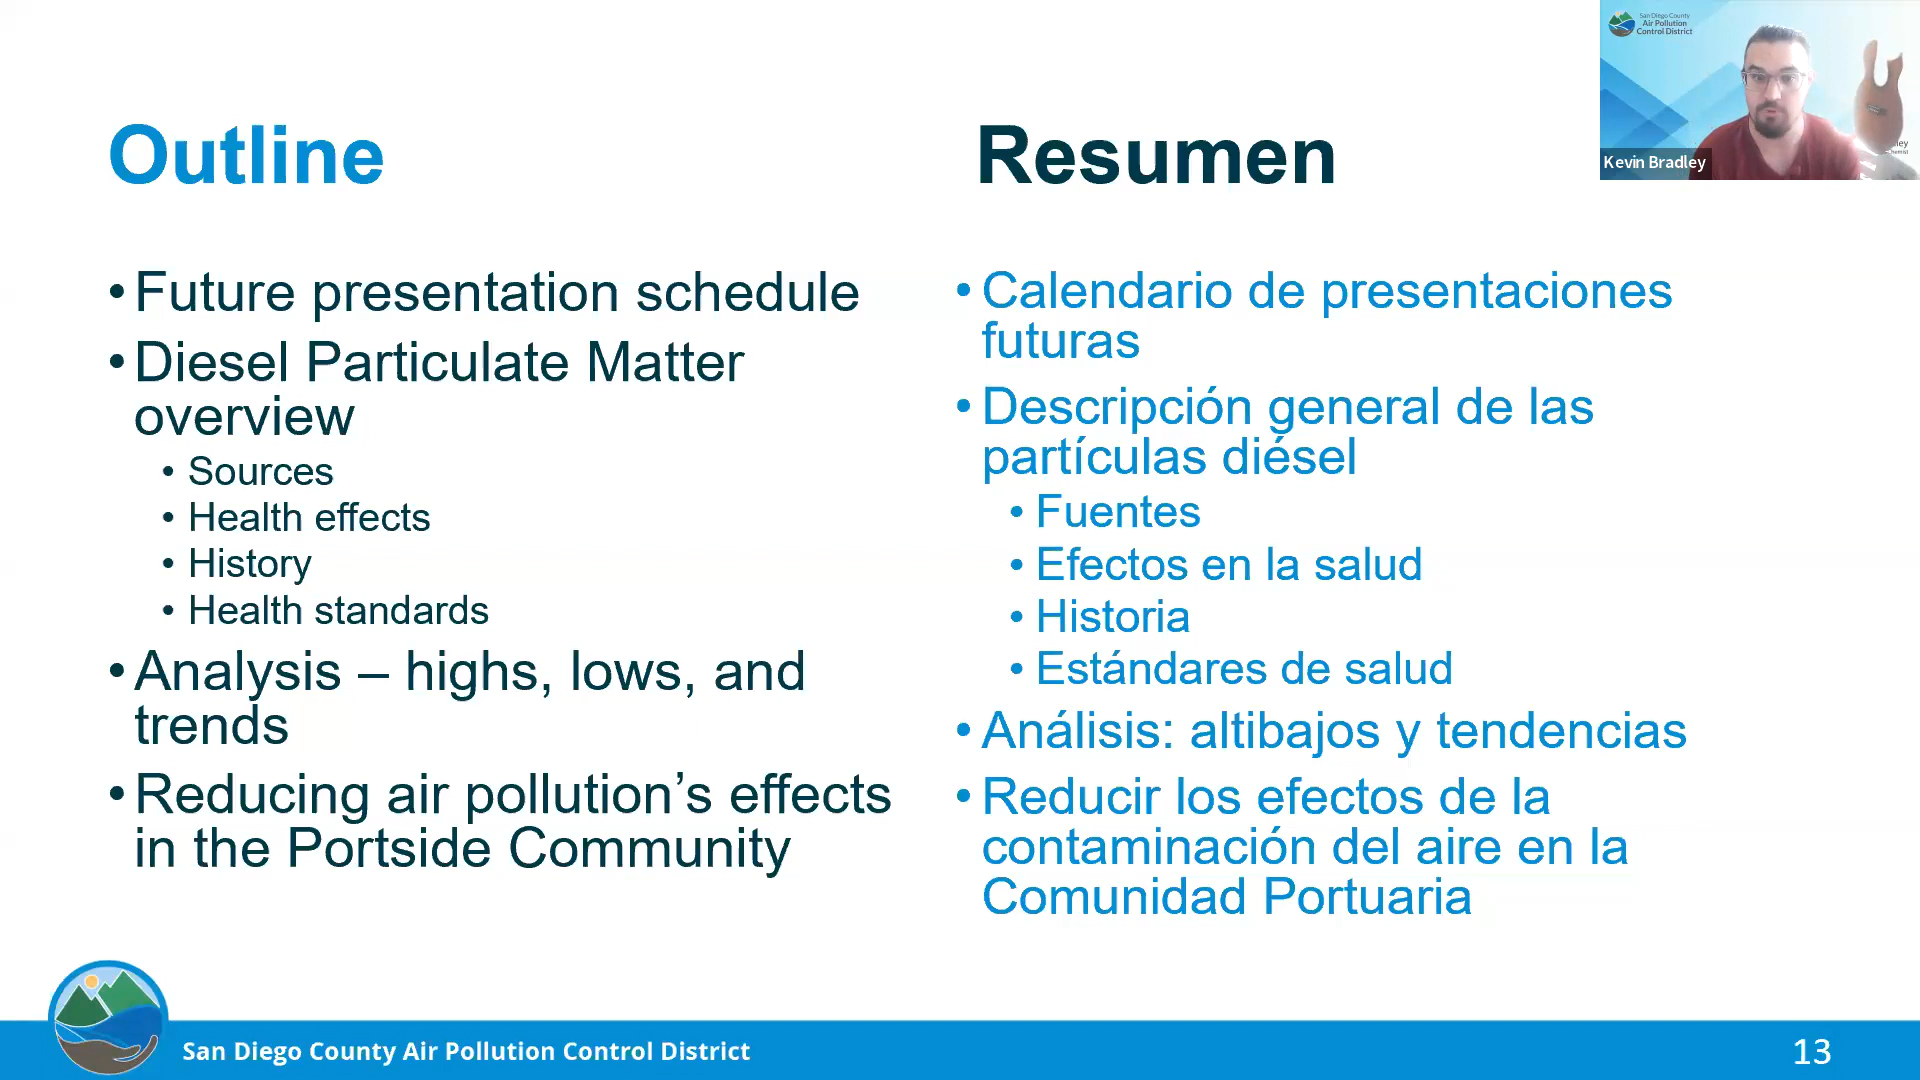 San Diego County
Air Pollution
Control District
Kevin Bradley
Outline
• Future presentation schedule
• Diesel Particulate Matter
overview
• Sources
• Health effects
• History
• Health standards
• Analysis – highs, lows, and
trends
• Reducing air pollution’s effects
in the Portside Community
Resumen
• Calendario de presentaciones
futuras
• Descripción general de las
partículas diésel
• Fuentes
• Efectos en la salud
• Historia
• Estándares de salud
• Análisis: altibajos y tendencias
• Reducir los efectos de la
contaminación del aire en la
Comunidad Portuaria
San Diego County Air Pollution Control District
13